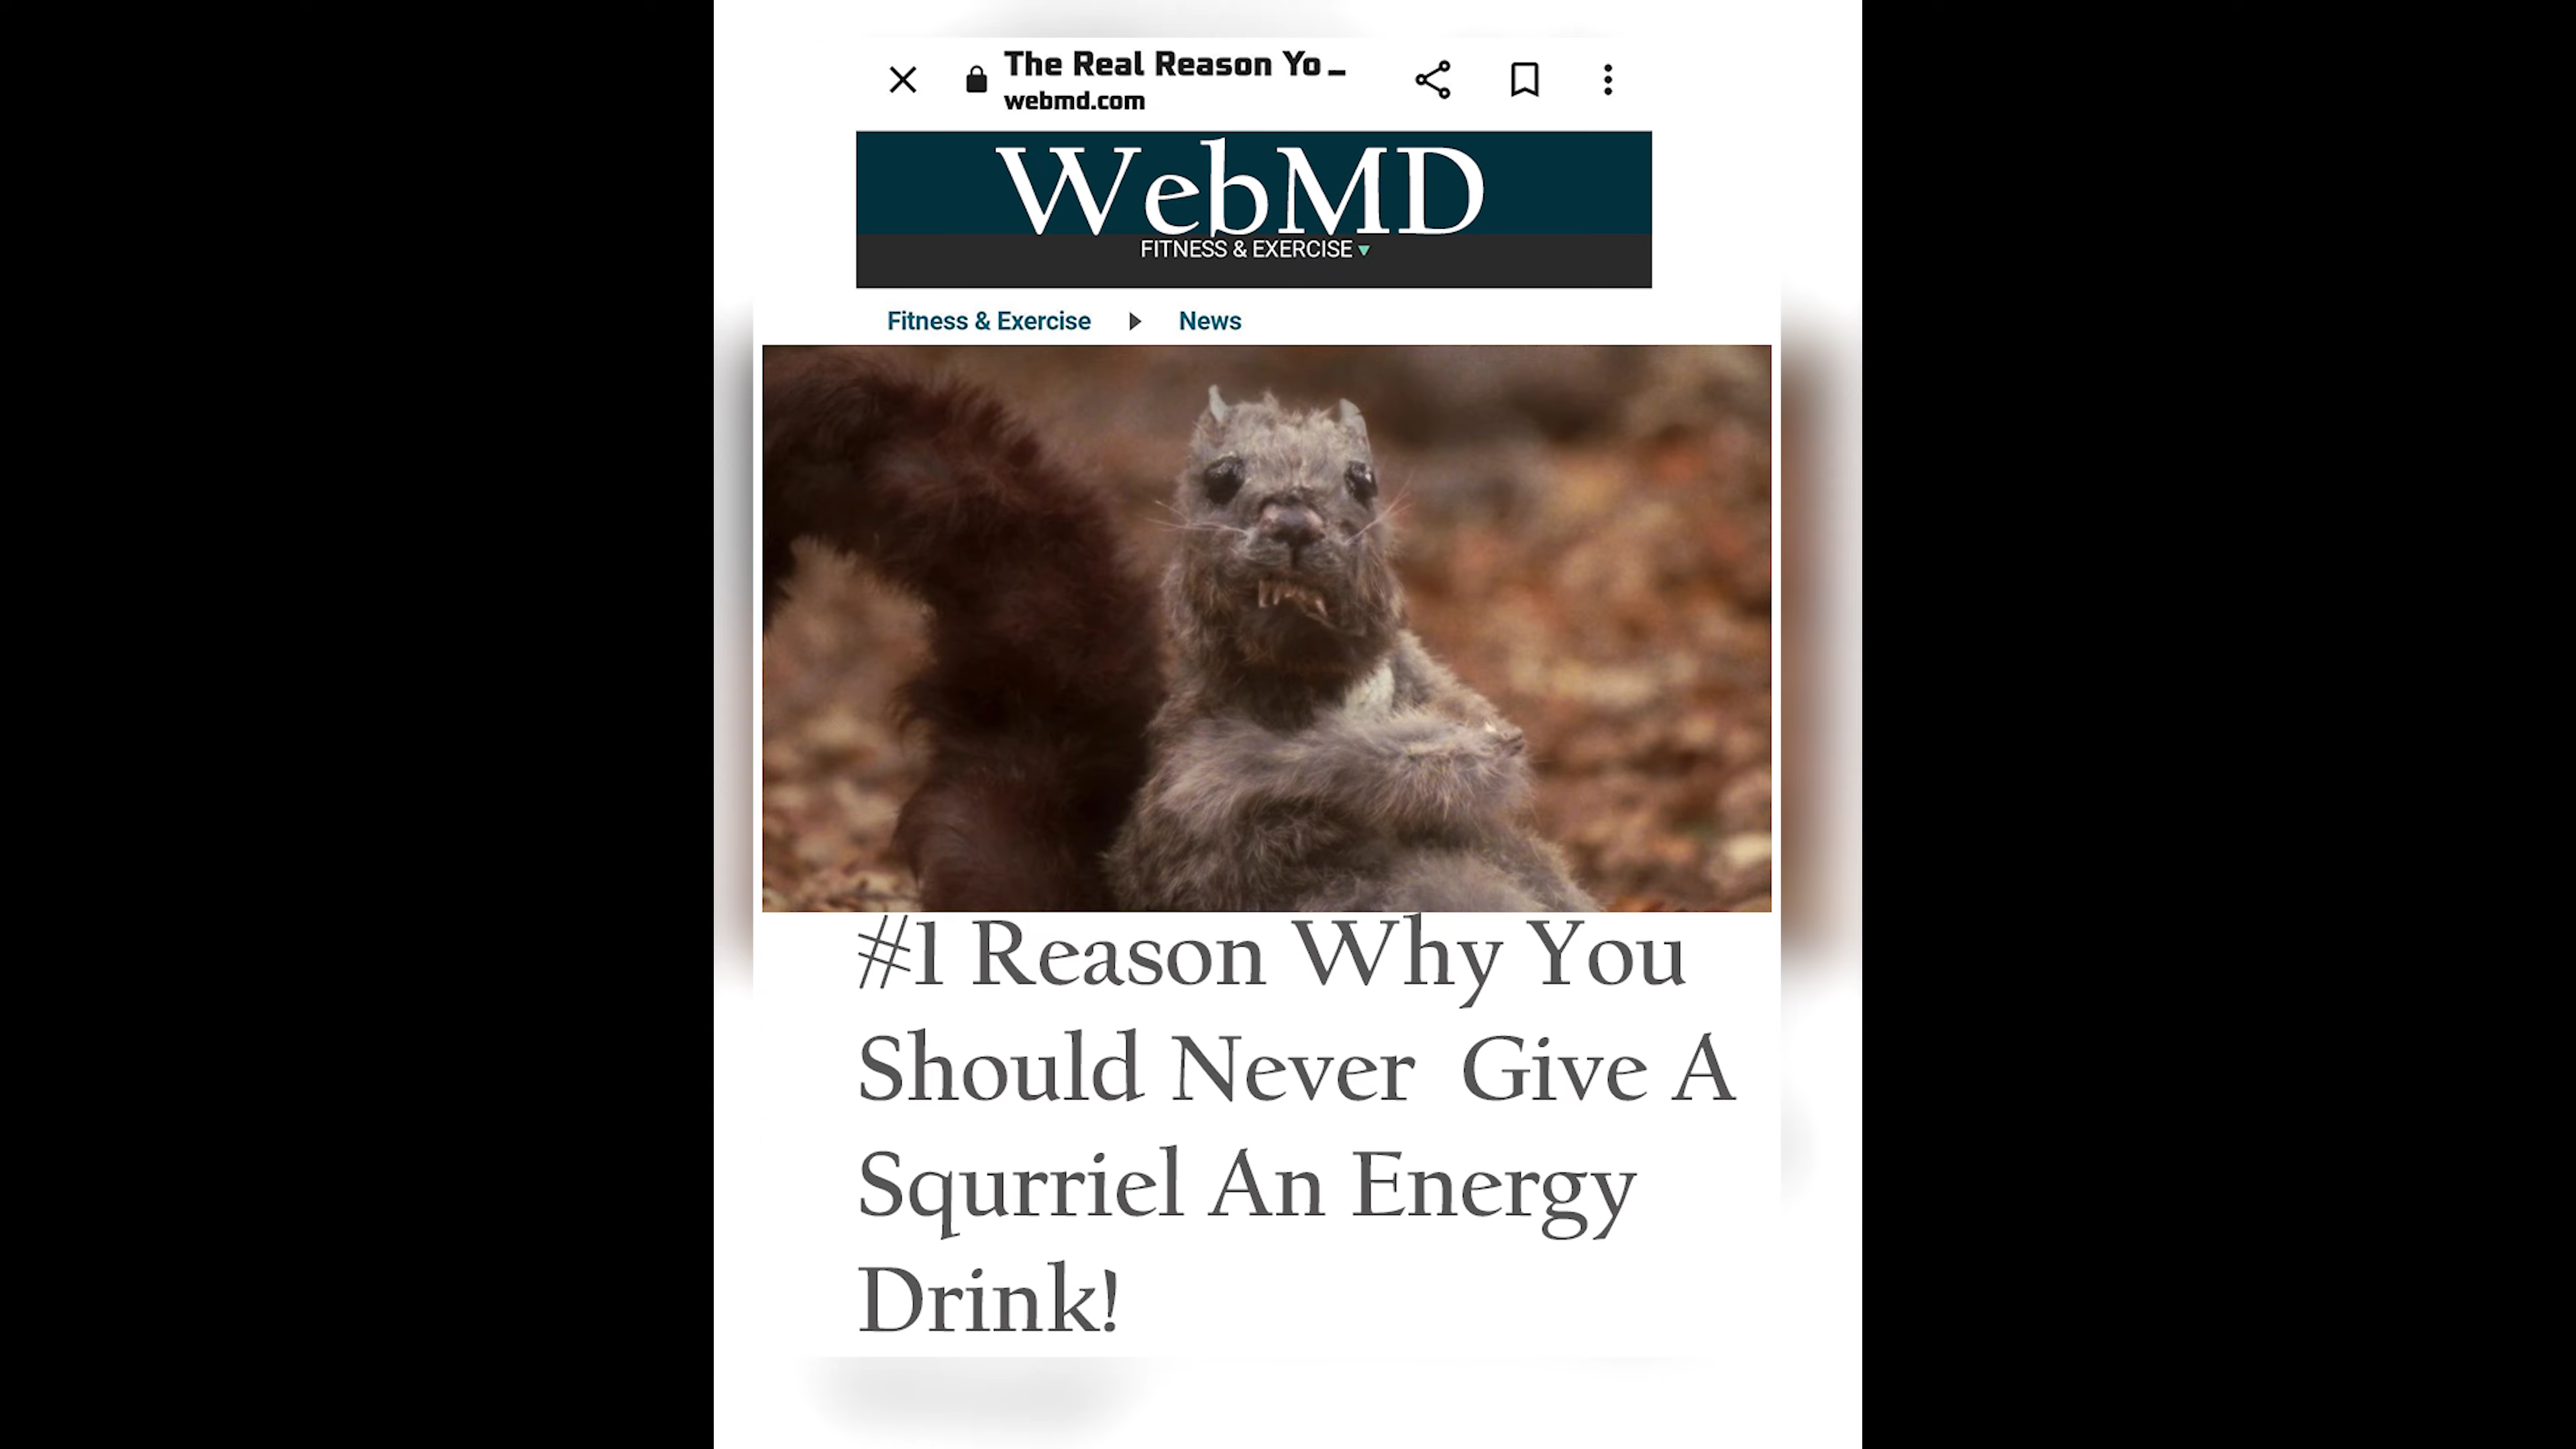 The Real Reason Yo
webmd.com
WebMD
FITNESS & EXERCISE
Fitness & Exercise
News
#1 Reason Why You
Should Never Give A
Squrriel An Energy
Drink!